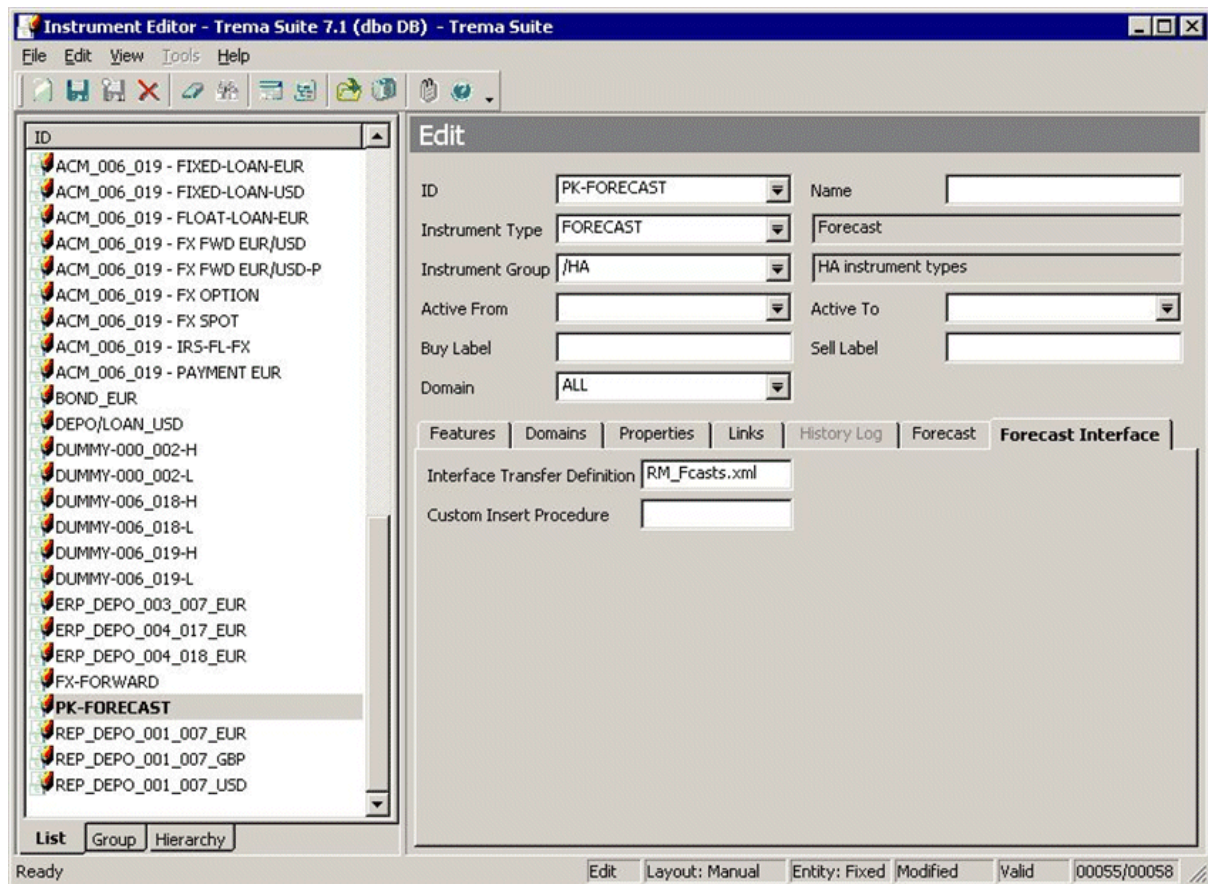 Instrument Editor - Trema Suite 7.1 (dbo DB) - Trema Suite
File Edit View Tools Help
ID
ACM_006_019 - FIXED-LOAN-EUR
ACM_006_019 - FIXED-LOAN-USD
ACM_006_019 - FLOAT-LOAN-EUR
ACM_006_019 - FX FWD EUR/USD
ACM_006_019 - FX FWD EUR/USD-P
ACM_006_019 - FX OPTION
ACM_006_019 - FX SPOT
ACM_006_019 - IRS-FL-FX
ACM_006_019 - PAYMENT EUR
BOND_EUR
DEPO/LOAN_USD
DUMMY-000_002-H
DUMMY-000_002-L
DUMMY-006_018-H
DUMMY-006_018-L
DUMMY-006_019-H
DUMMY-006_019-L
ERP_DEPO_003_007_EUR
ERP_DEPO_004_017_EUR
ERP_DEPO_004_018_EUR
FX-FORWARD
PK-FORECAST
REP_DEPO_001_007_EUR
REP_DEPO_001_007_GBP
REP_DEPO_001_007_USD
List Group Hierarchy
Edit
ID PK-FORECAST Name
Instrument Type FORECAST Forecast
Instrument Group /HA HA instrument types
Active From Active To
Buy Label Sell Label
Domain ALL
Features Domains Properties Links History Log Forecast Forecast Interface
Interface Transfer Definition RM_Fcasts.xml
Custom Insert Procedure
Ready Edit Layout: Manual Entity: Fixed Modified Valid 00055/00058